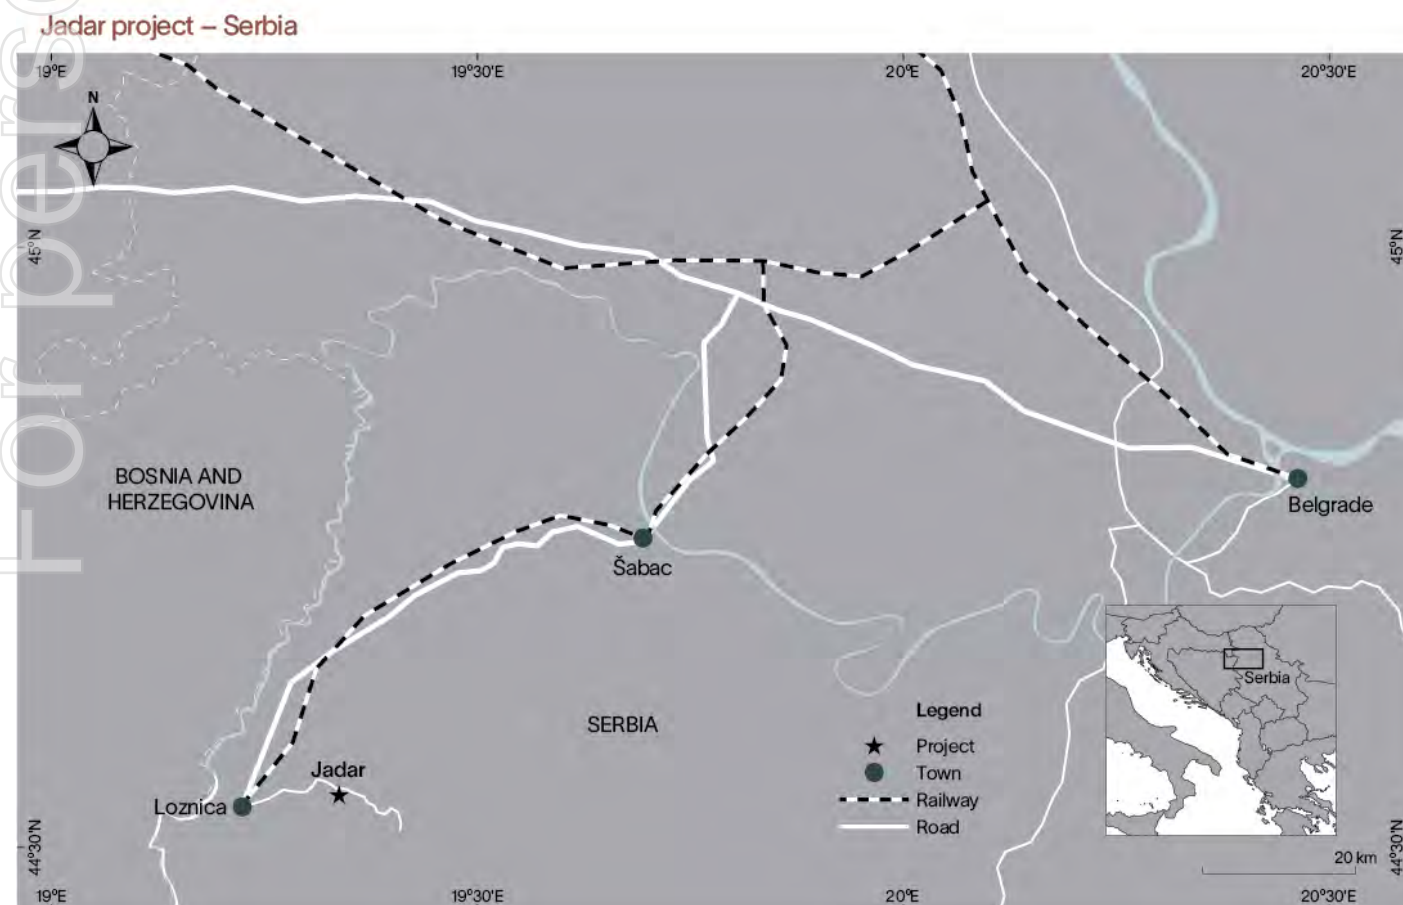 Jadar project – Serbia
19°E
19°30'E
20°E
20°30'E
N
45°N
45°N
BOSNIA AND
HERZEGOVINA
Belgrade
Šabac
Serbia
SERBIA
Legend
Project
Town
Railway
Road
Jadar
Loznica
44°30'N
44°30'N
20 km
19°E
19°30'E
20°E
20°30'E
For perso